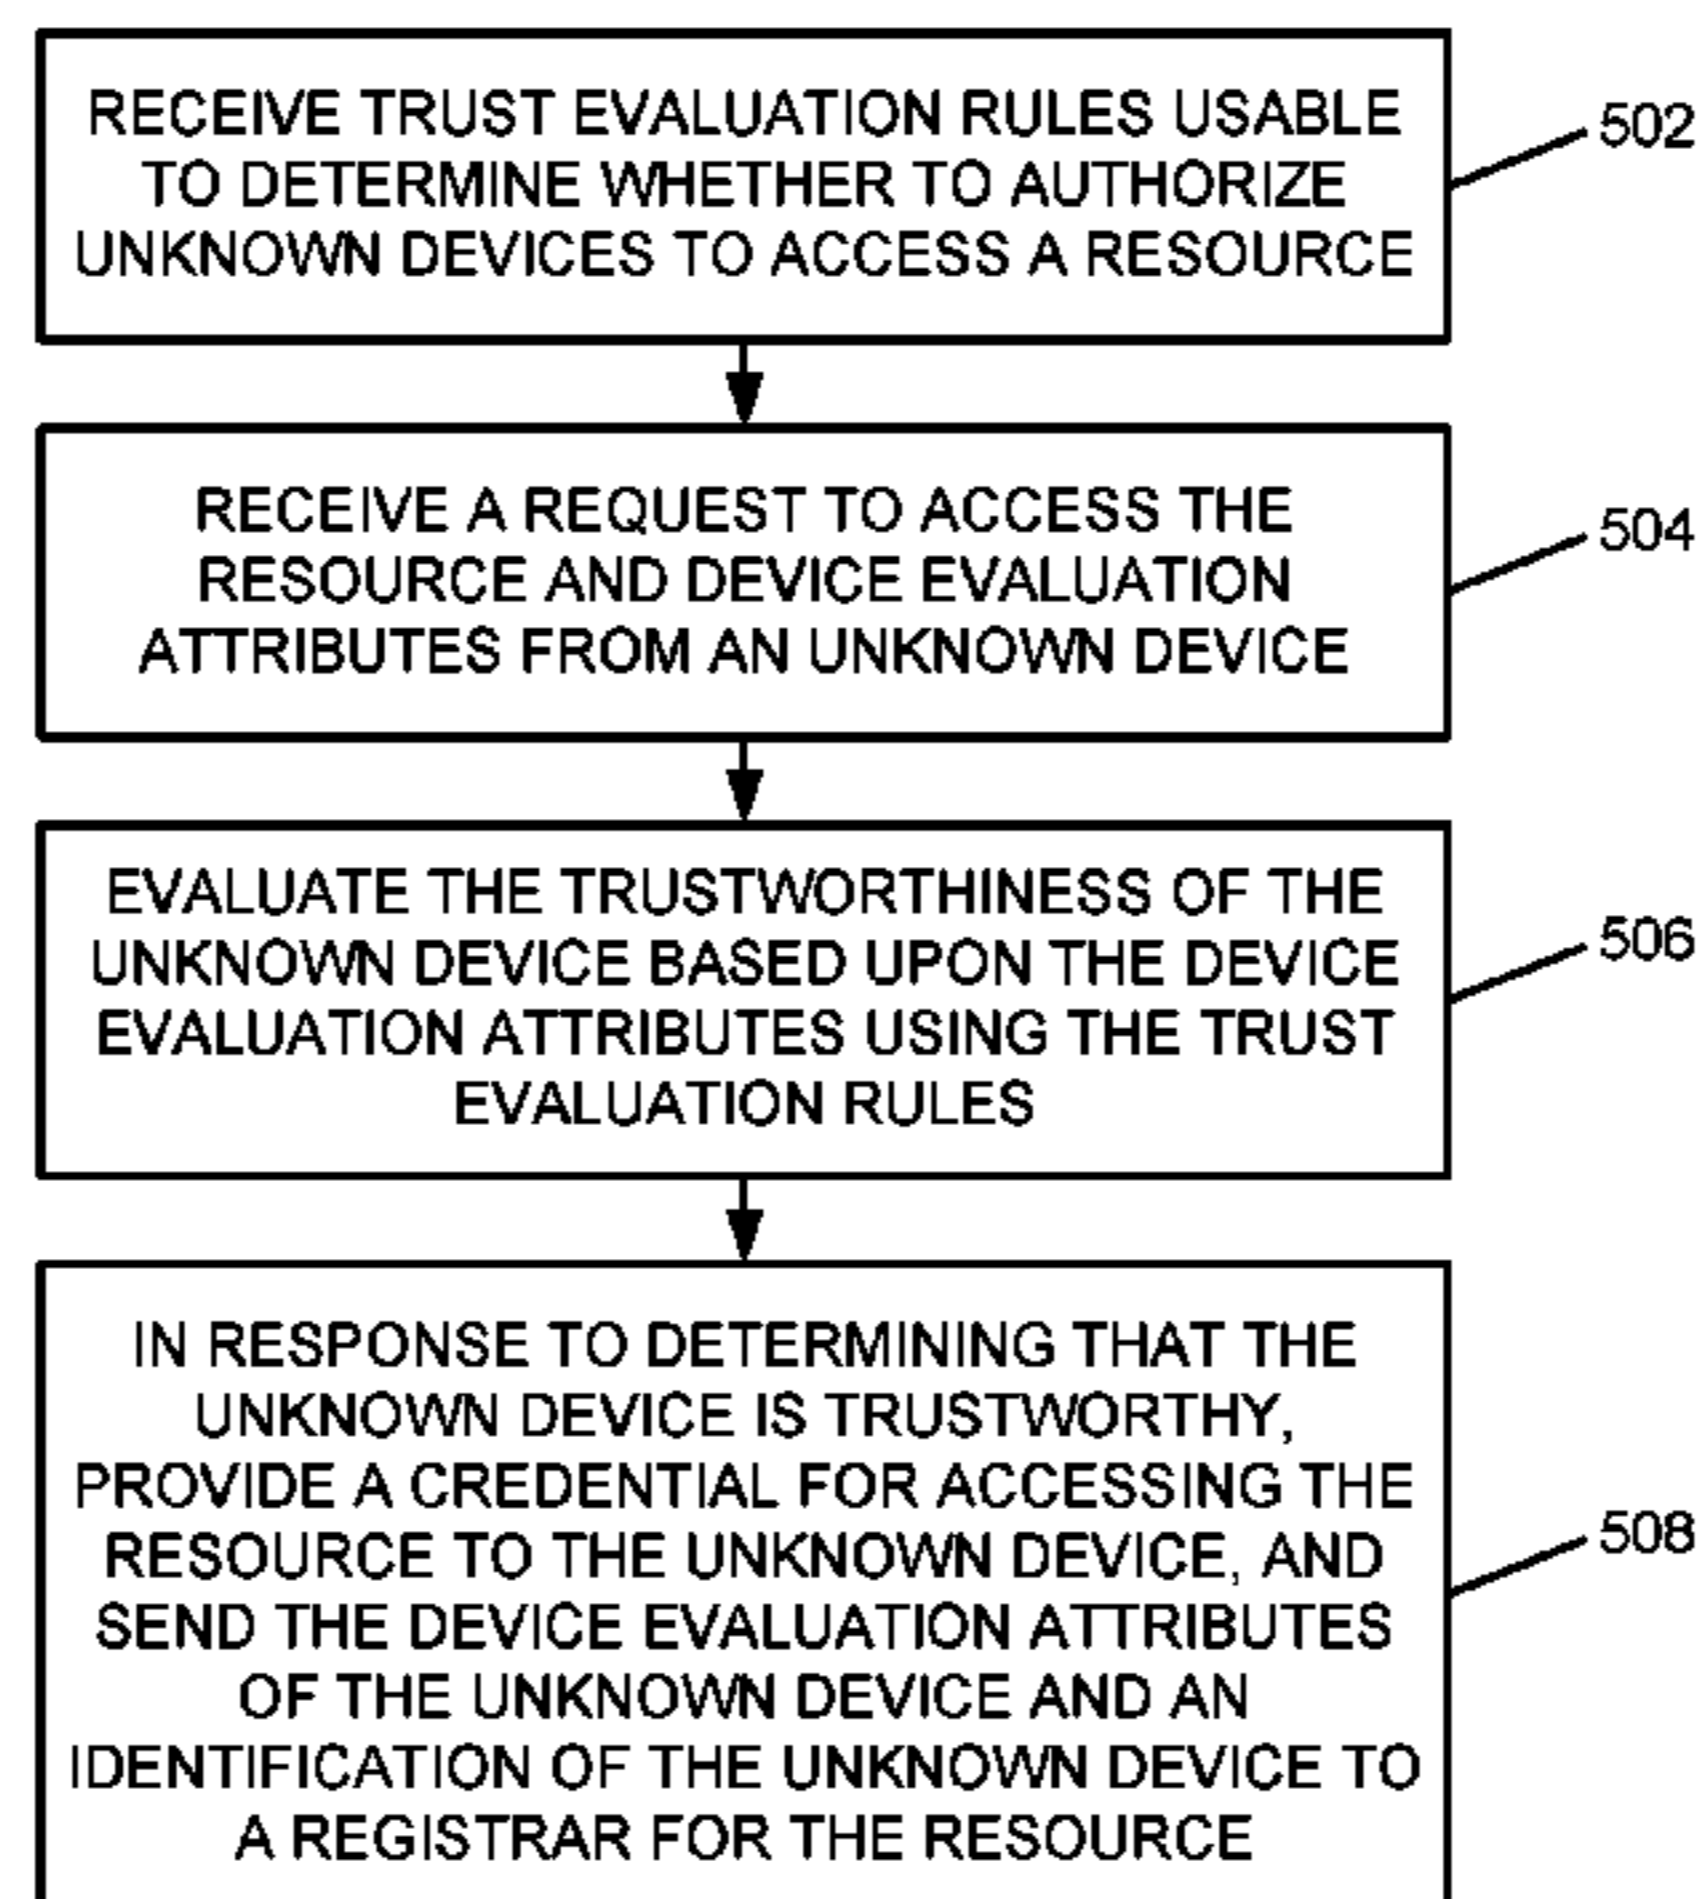 RECEIVE TRUST EVALUATION RULES USABLE
TO DETERMINE WHETHER TO AUTHORIZE
UNKNOWN DEVICES TO ACCESS A RESOURCE
502
RECEIVE A REQUEST TO ACCESS THE
RESOURCE AND DEVICE EVALUATION
ATTRIBUTES FROM AN UNKNOWN DEVICE
504
EVALUATE THE TRUSTWORTHINESS OF THE
UNKNOWN DEVICE BASED UPON THE DEVICE
EVALUATION ATTRIBUTES USING THE TRUST
EVALUATION RULES
506
IN RESPONSE TO DETERMINING THAT THE
UNKNOWN DEVICE IS TRUSTWORTHY,
PROVIDE A CREDENTIAL FOR ACCESSING THE
RESOURCE TO THE UNKNOWN DEVICE, AND
SEND THE DEVICE EVALUATION ATTRIBUTES
OF THE UNKNOWN DEVICE AND AN
IDENTIFICATION OF THE UNKNOWN DEVICE TO
A REGISTRAR FOR THE RESOURCE
508